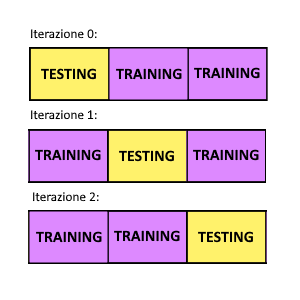 Iterazione 0:
TESTING TRAINING TRAINING
Iterazione 1:
TRAINING TESTING TRAINING
Iterazione 2:
TRAINING TRAINING TESTING